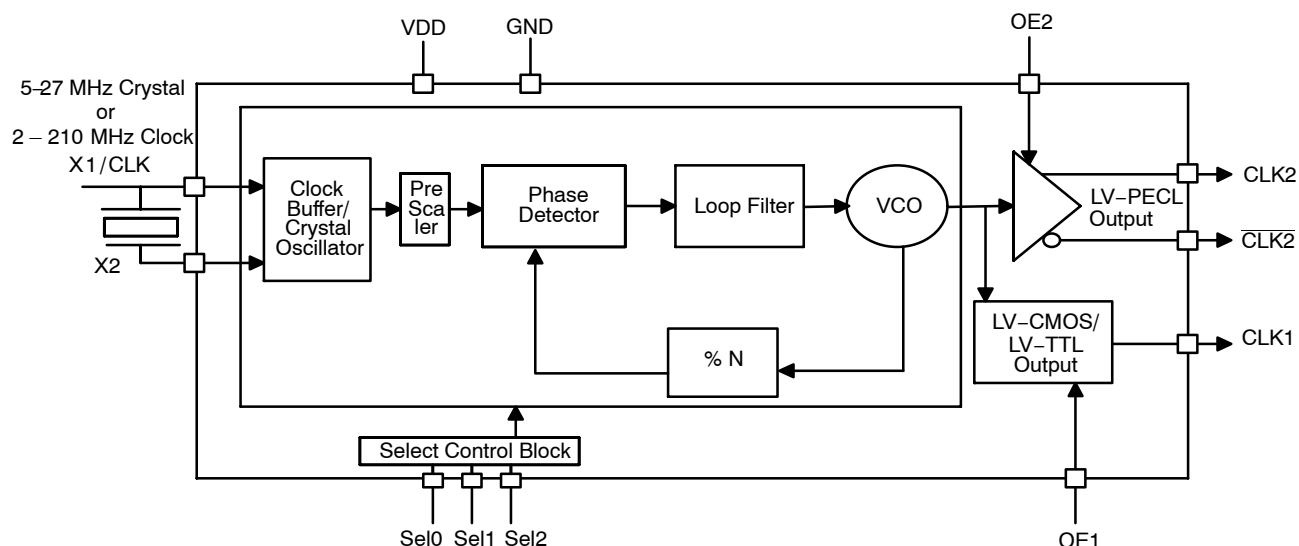 VDD
GND
OE2
5–27 MHz Crystal
or
2 – 210 MHz Clock
X1/CLK
X2
Clock
Buffer/
Crystal
Oscillator
Pre
Sca
ler
Phase
Detector
Loop Filter
VCO
% N
LV–PECL
Output
CLK2
CLK2
LV–CMOS/
LV–TTL
Output
CLK1
Select Control Block
Sel0
Sel1
Sel2
OE1